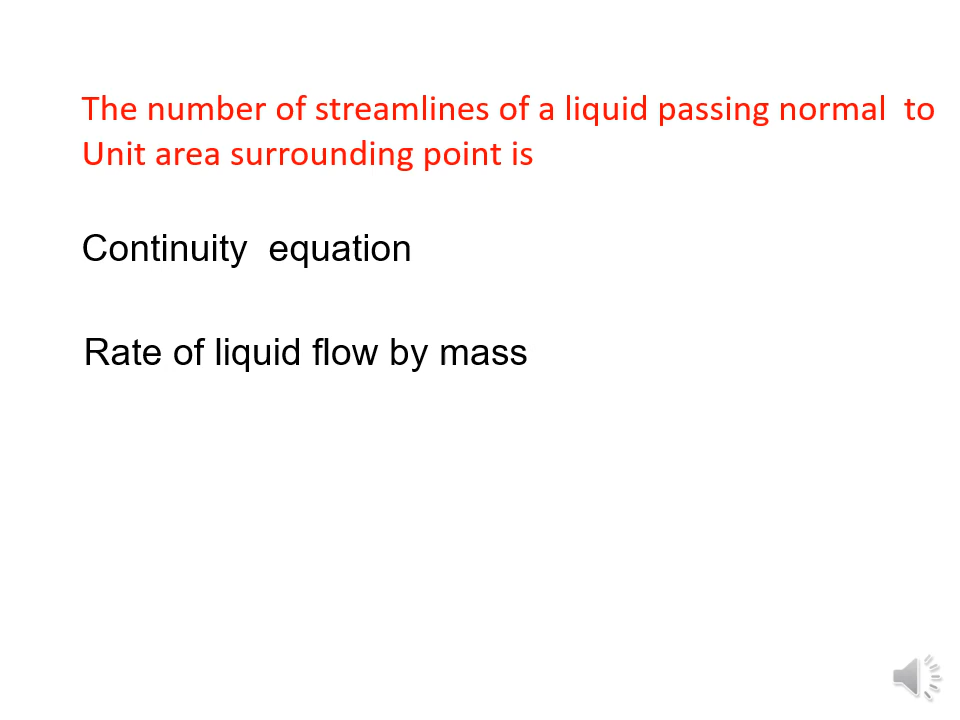 The number of streamlines of a liquid passing normal  to
Unit area surrounding point is
Continuity  equation
Rate of liquid flow by mass